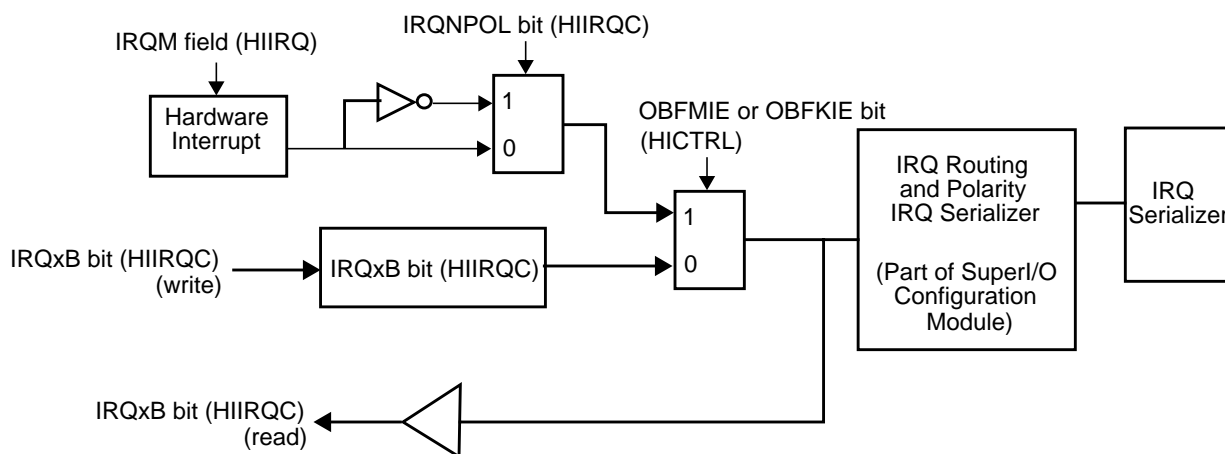 IRQNPOL bit (HIIRQC)
IRQM field (HIIRQ)
Hardware
Interrupt
1
0
OBFMIE or OBFKIE bit
(HICTRL)
1
0
IRQ Routing
and Polarity
IRQ Serializer
(Part of SuperI/O
Configuration
Module)
IRQ
Serializer
IRQxB bit (HIIRQC)
(write)
IRQxB bit (HIIRQC)
IRQxB bit (HIIRQC)
(read)